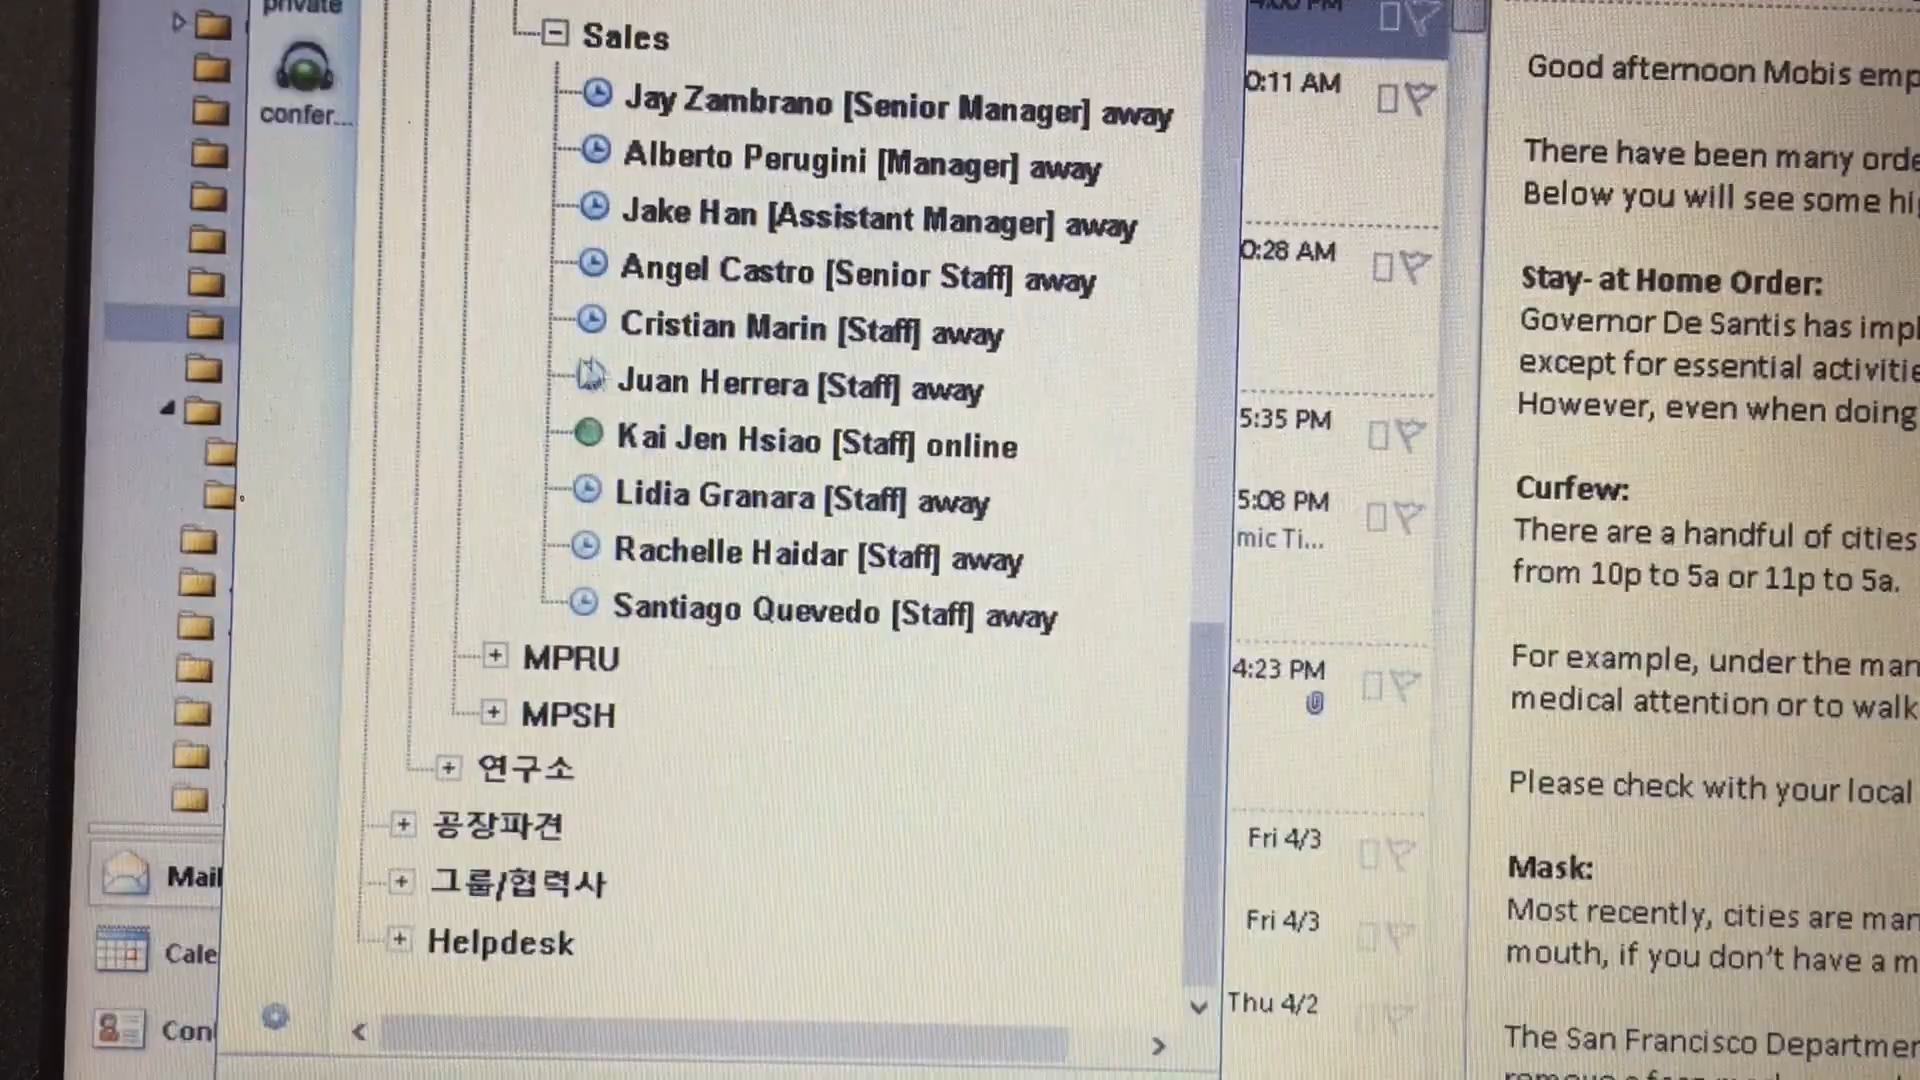 private
confer...
Mail
Cale
Con
Sales
Jay Zambrano [Senior Manager] away
Alberto Perugini [Manager] away
Jake Han [Assistant Manager] away
Angel Castro [Senior Staff] away
Cristian Marin [Staff] away
Juan Herrera [Staff] away
Kai Jen Hsiao [Staff] online
Lidia Granara [Staff] away
Rachelle Haidar [Staff] away
Santiago Quevedo [Staff] away
MPRU
MPSH
연구소
공장파견
그룹/협력사
Helpdesk
4:00 PM
0:11 AM
0:28 AM
5:35 PM
5:08 PM
mic Ti...
4:23 PM
Fri 4/3
Fri 4/3
Thu 4/2
Good afternoon Mobis emp
There have been many orde
Below you will see some hi
Stay- at Home Order:
Governor De Santis has impl
except for essential activitie
However, even when doing
Curfew:
There are a handful of cities
from 10p to 5a or 11p to 5a.
For example, under the man
medical attention or to walk
Please check with your local
Mask:
Most recently, cities are man
mouth, if you don't have a m
The San Francisco Departmen